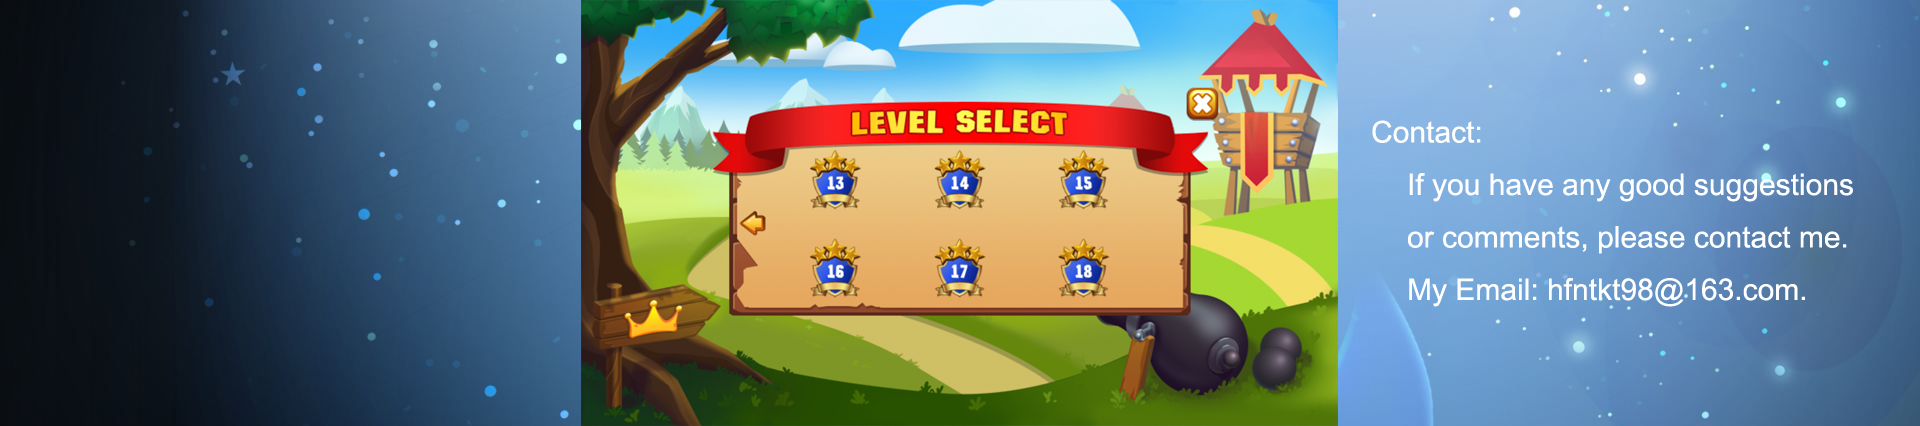 LEVEL SELECT
13 14 15
16 17 18
Contact:
If you have any good suggestions
or comments, please contact me.
My Email: hfntkt98@163.com.